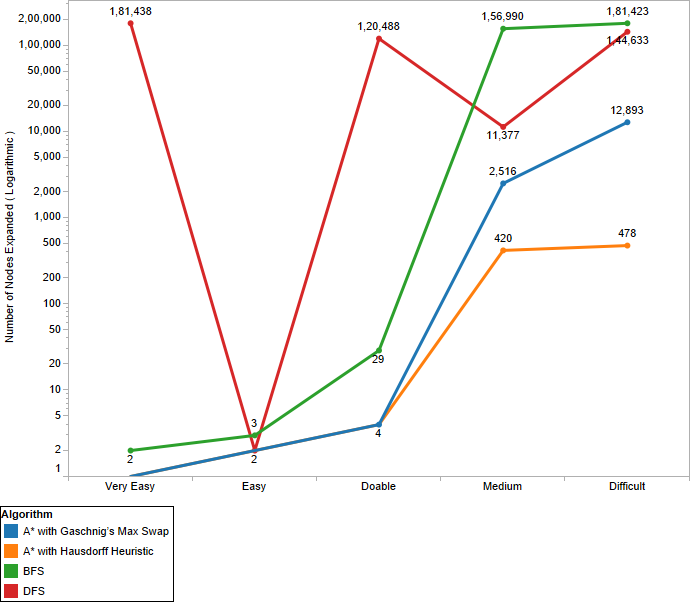 Number of Nodes Expanded ( Logarithmic )
2,00,000
1,00,000
50,000
20,000
10,000
5,000
2,000
1,000
500
200
100
50
20
10
5
2
1
1,81,438
1,20,488
1,56,990
1,81,423
1,44,633
11,377
12,893
2,516
420
478
29
4
3
2
2
Very Easy
Easy
Doable
Medium
Difficult
Algorithm
A* with Gaschnig's Max Swap
A* with Hausdorff Heuristic
BFS
DFS